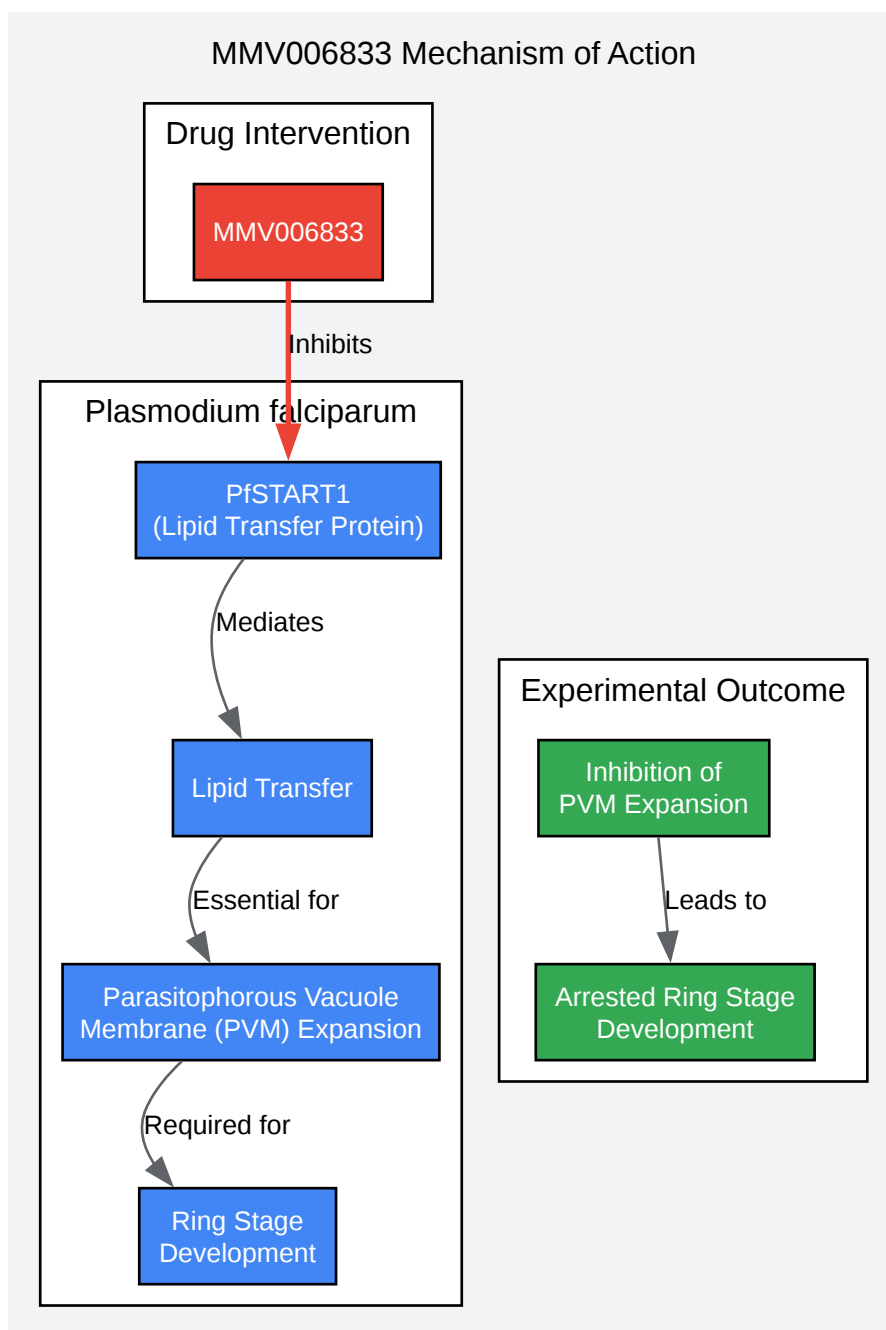 MMV006833 Mechanism of Action
Drug Intervention
MMV006833
Inhibits
Plasmodium falciparum
PfSTART1
(Lipid Transfer Protein)
Mediates
Lipid Transfer
Essential for
Parasitophorous Vacuole
Membrane (PVM) Expansion
Required for
Ring Stage
Development
Experimental Outcome
Inhibition of
PVM Expansion
Leads to
Arrested Ring Stage
Development